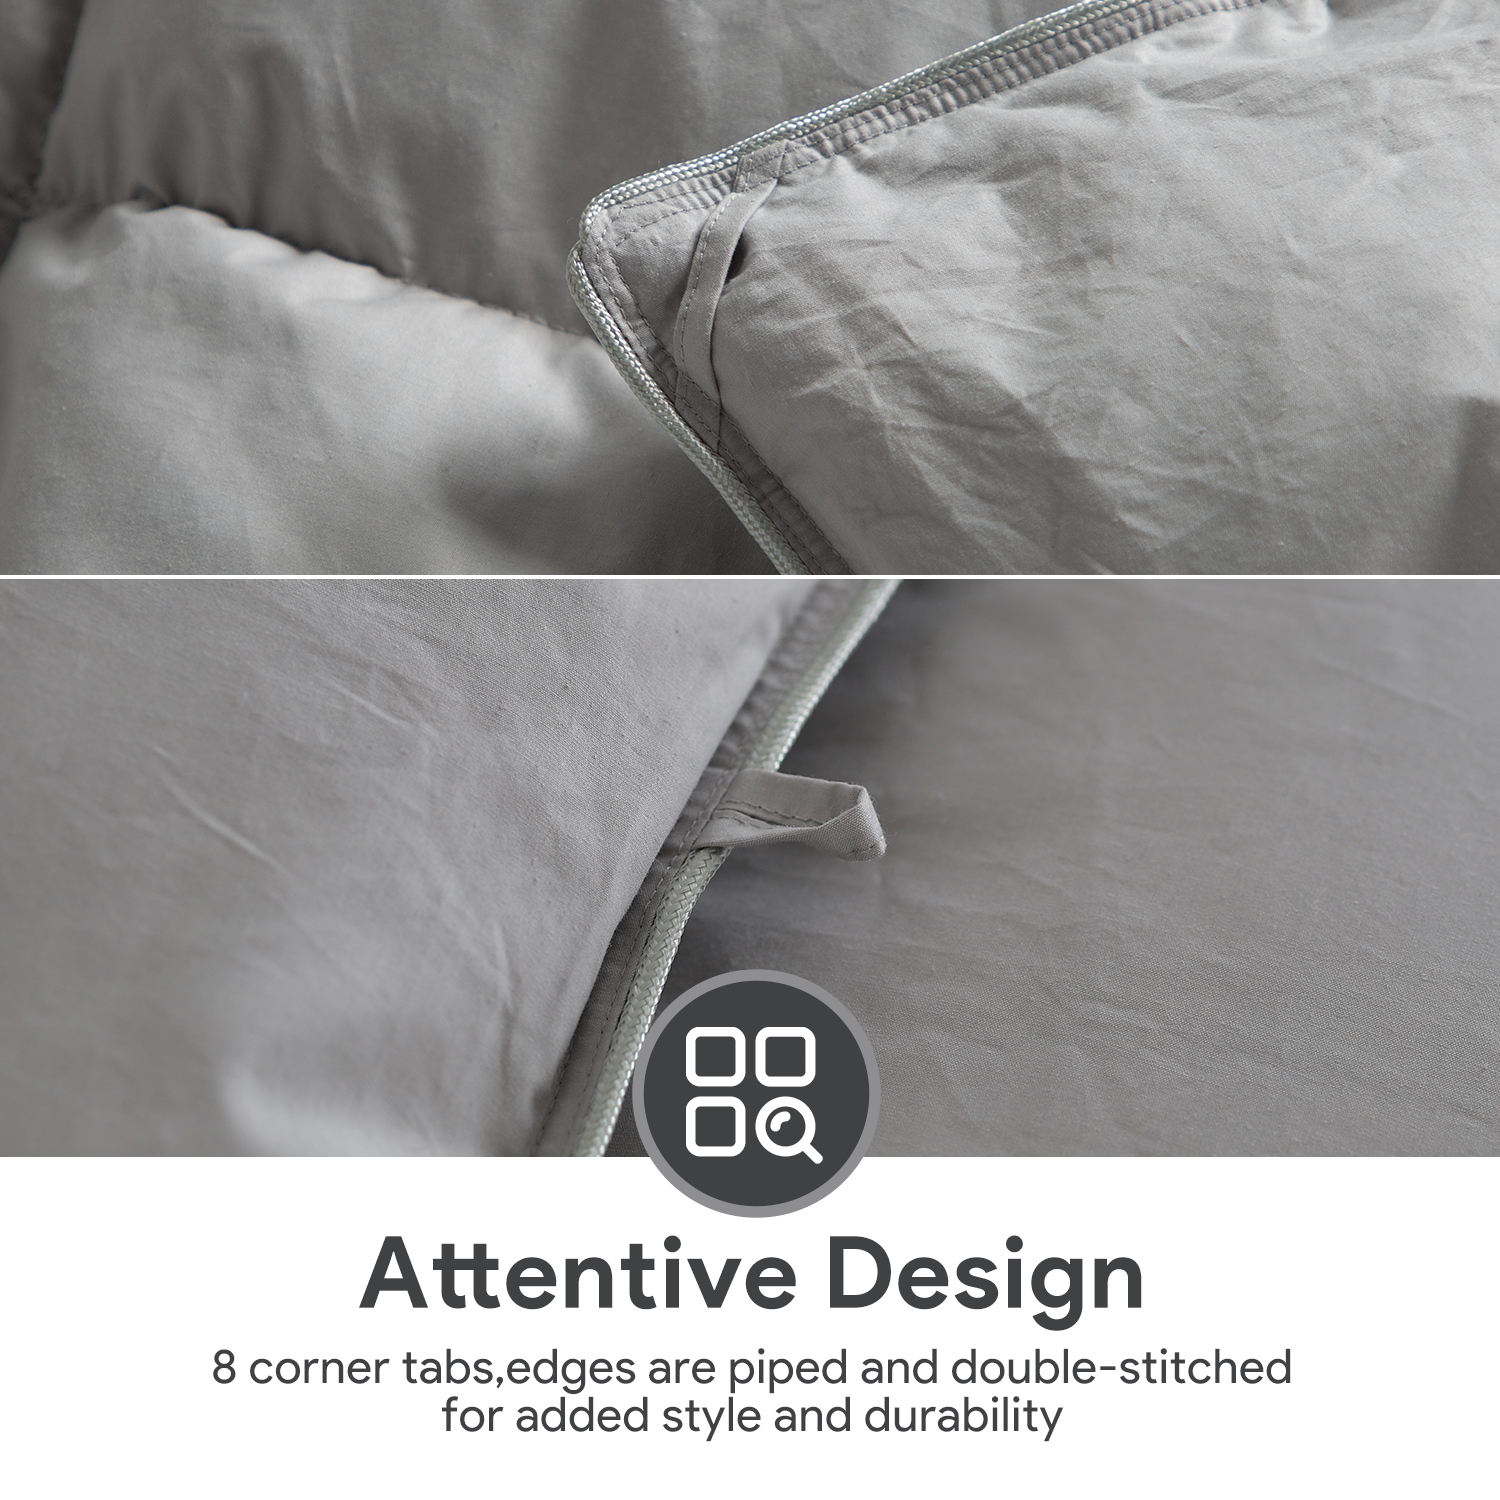 Attentive Design
8 corner tabs,edges are piped and double-stitched
for added style and durability